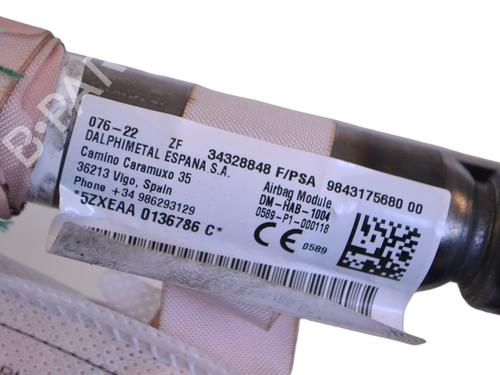 076-22 ZF 34328848 F/PSA 9843175680 00
DALPHIMETAL ESPANA S.A.
Camino Caramuxo 35
36213 Vigo, Spain
Phone +34 986293129
*5ZXEAA 0136786 C*
Airbag Module
DM-HAB-1004
0589-P1-000118
CE 0589
B-PARTS